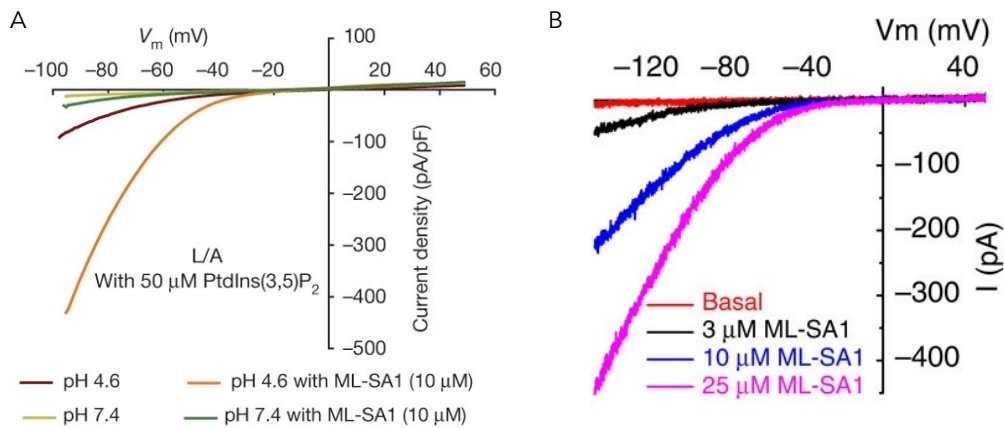 A
V_m (mV)
100
−100 −80 −60 −40 −20 20 40 60
−100
−200
−300
−400
−500
Current density (pA/pF)
L/A
With 50 μM PtdIns(3,5)P₂
pH 4.6
pH 4.6 with ML-SA1 (10 μM)
pH 7.4
pH 7.4 with ML-SA1 (10 μM)
B
Vm (mV)
−120 −80 −40 40
−100
−200
−300
−400
I (pA)
Basal
3 μM ML-SA1
10 μM ML-SA1
25 μM ML-SA1